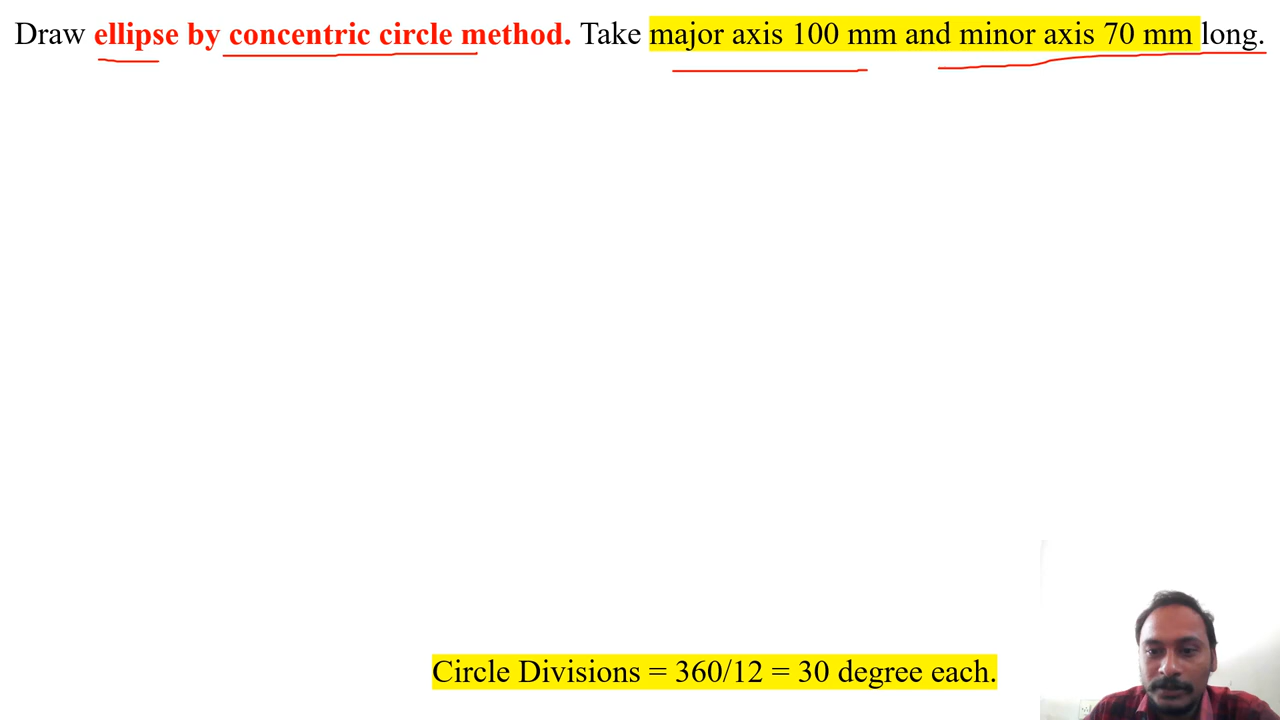 Draw ellipse by concentric circle method. Take major axis 100 mm and minor axis 70 mm long.
Circle Divisions = 360/12 = 30 degree each.